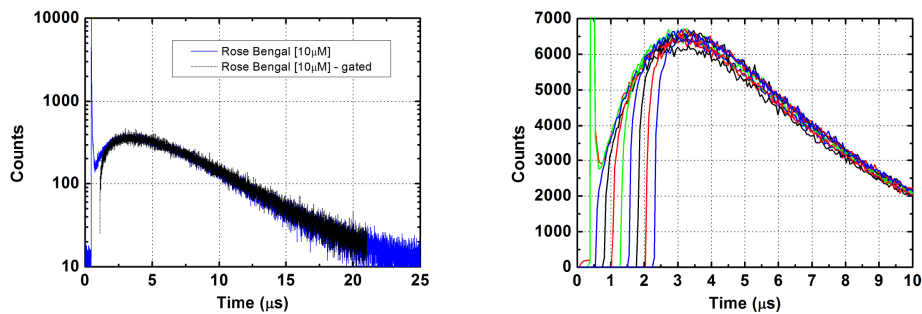 10000
1000
100
10
Counts
Rose Bengal [10μM]
Rose Bengal [10μM] - gated
0 5 10 15 20 25
Time (μs)
7000
6000
5000
4000
3000
2000
1000
0
Counts
0 1 2 3 4 5 6 7 8 9 10
Time (μs)